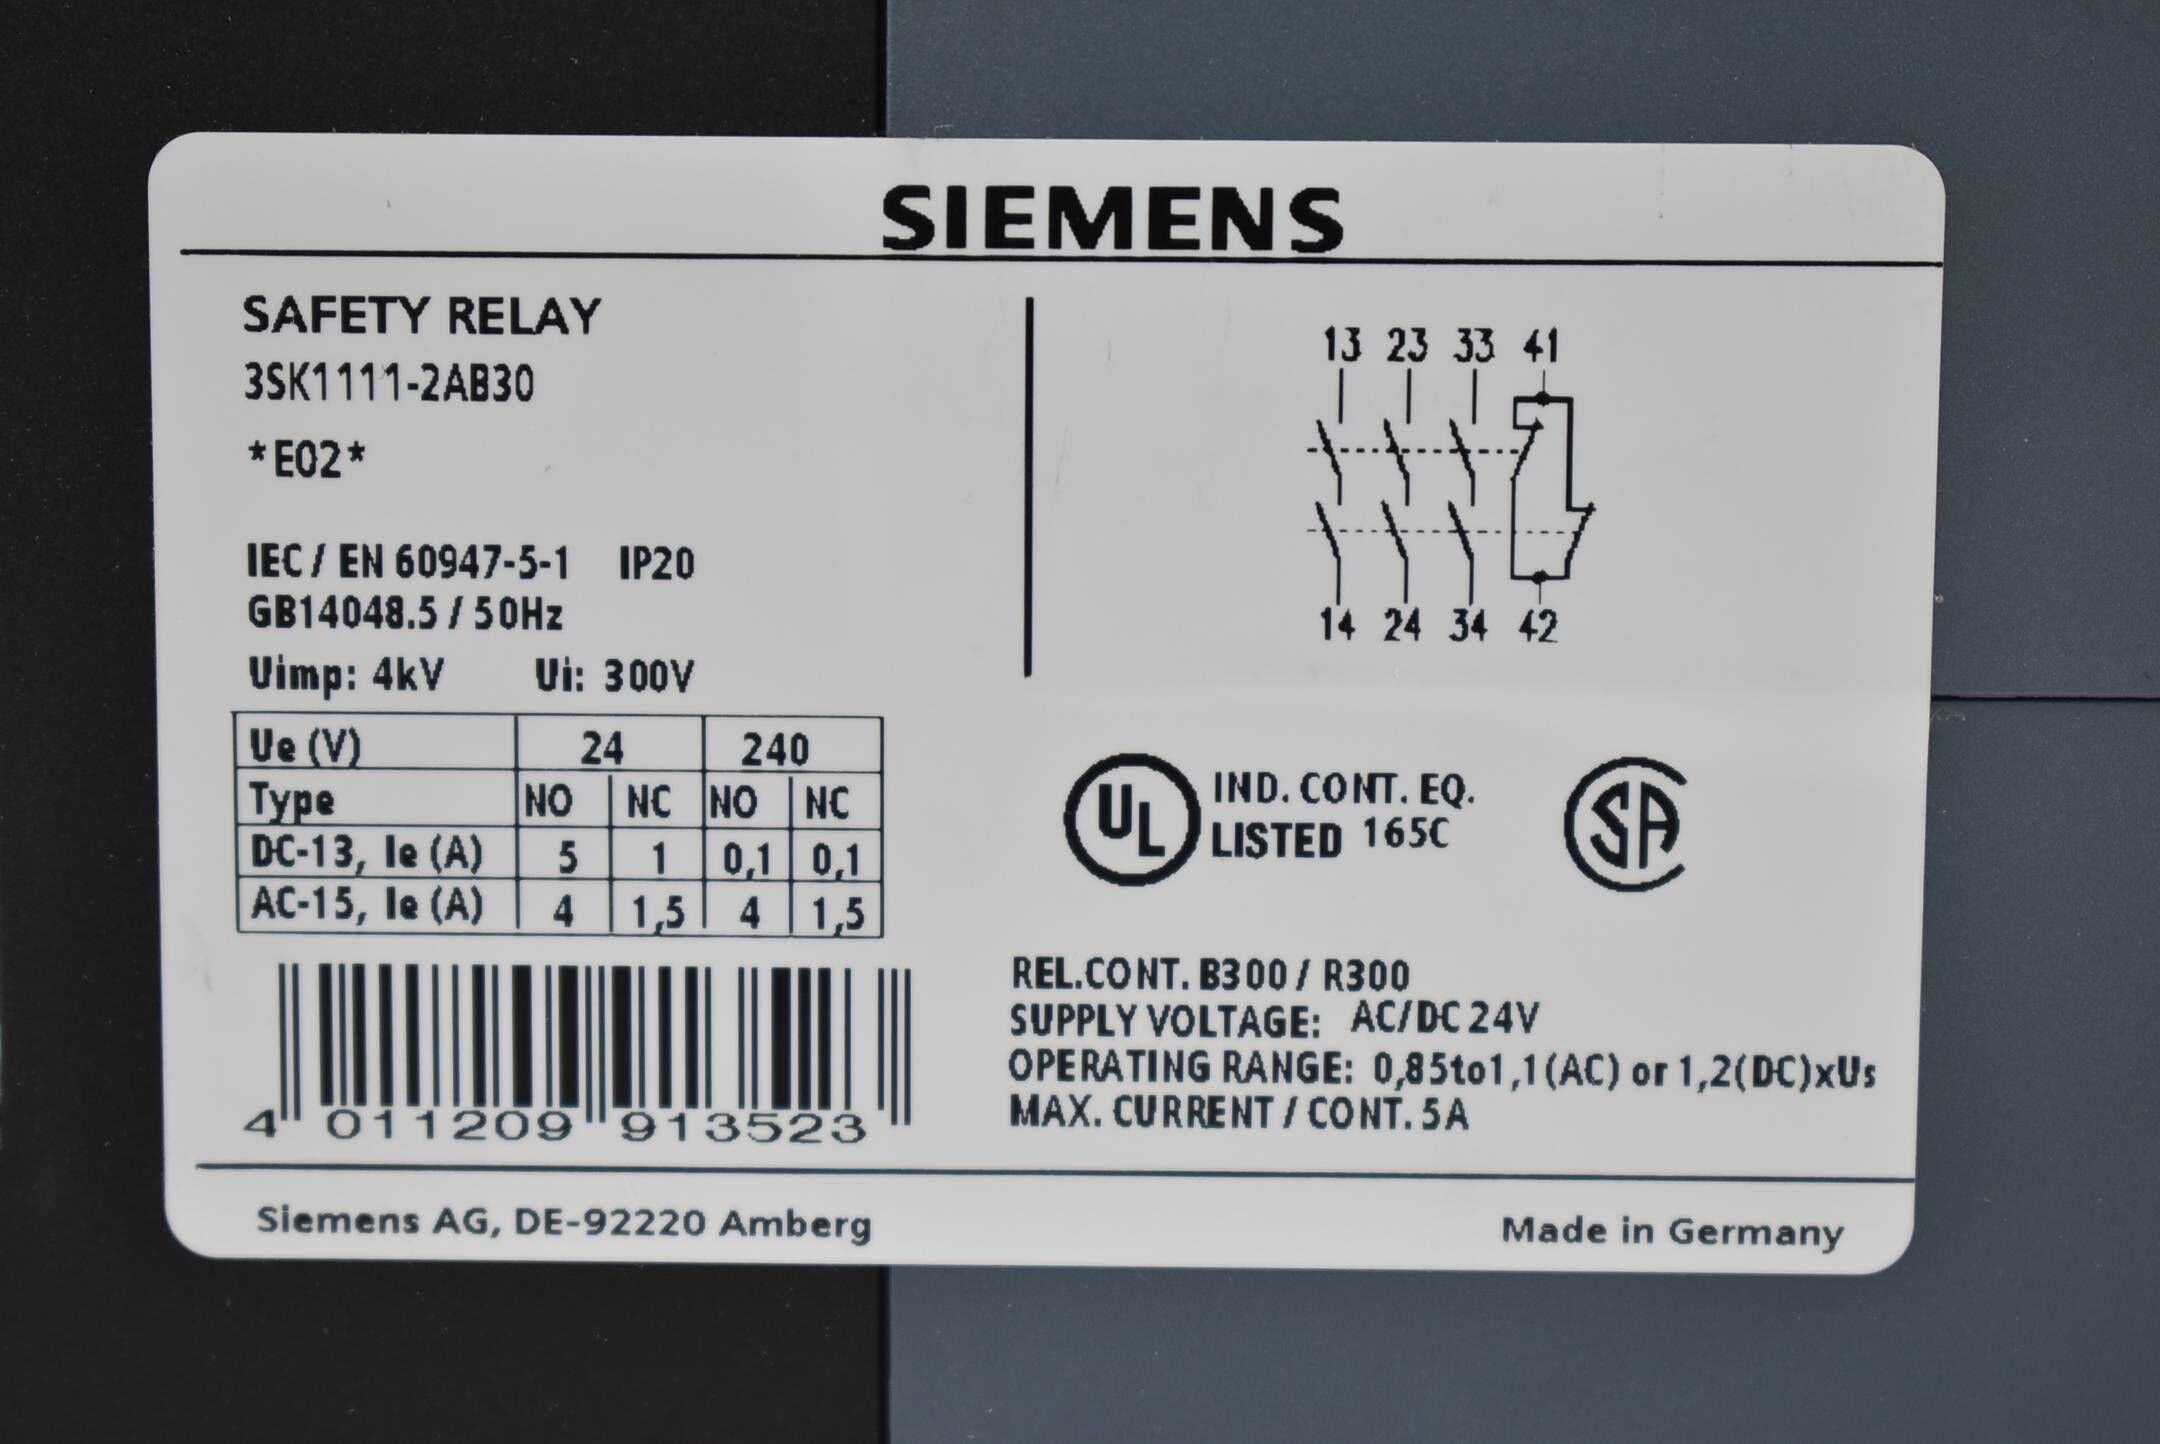 SIEMENS
SAFETY RELAY
3SK1111-2AB30
*E02*
IEC / EN 60947-5-1 IP20
GB14048.5 / 50Hz
Uimp: 4kV Ui: 300V
Ue (V) 24 240
Type NO NC NO NC
DC-13, Ie (A) 5 1 0,1 0,1
AC-15, Ie (A) 4 1,5 4 1,5
4 011209 913523
13 23 33 41
14 24 34 42
UL IND. CONT. EQ.
LISTED 165C
SA
REL.CONT. B300 / R300
SUPPLY VOLTAGE: AC/DC 24V
OPERATING RANGE: 0,85to1,1(AC) or 1,2(DC)xUs
MAX. CURRENT / CONT. 5A
Siemens AG, DE-92220 Amberg
Made in Germany